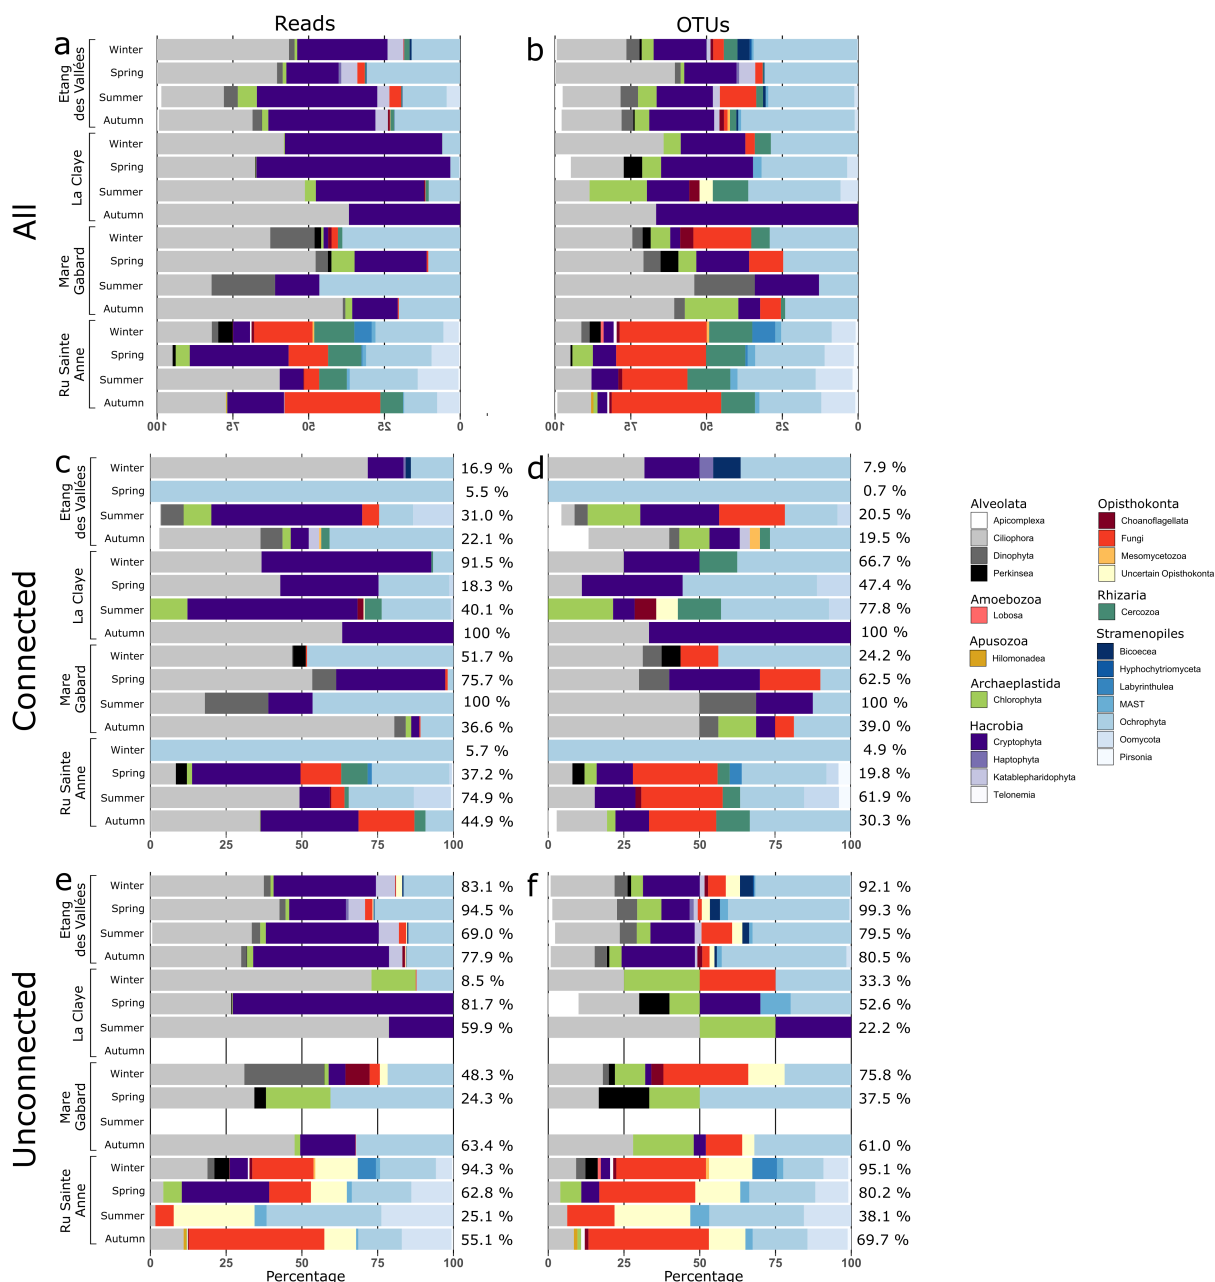 Reads
OTUs
a
b
All
Etang
des Vallées
Winter
Spring
Summer
Autumn
La Claye
Winter
Spring
Summer
Autumn
Mare
Gabard
Winter
Spring
Summer
Autumn
Ru Sainte
Anne
Winter
Spring
Summer
Autumn
100 75 50 25 0
100 75 50 25 0
c
d
Connected
Etang
des Vallées
Winter 16.9 % 7.9 %
Spring 5.5 % 0.7 %
Summer 31.0 % 20.5 %
Autumn 22.1 % 19.5 %
La Claye
Winter 91.5 % 66.7 %
Spring 18.3 % 47.4 %
Summer 40.1 % 77.8 %
Autumn 100 % 100 %
Mare
Gabard
Winter 51.7 % 24.2 %
Spring 75.7 % 62.5 %
Summer 100 % 100 %
Autumn 36.6 % 39.0 %
Ru Sainte
Anne
Winter 5.7 % 4.9 %
Spring 37.2 % 19.8 %
Summer 74.9 % 61.9 %
Autumn 44.9 % 30.3 %
0 25 50 75 100
0 25 50 75 100
e
f
Unconnected
Etang
des Vallées
Winter 83.1 % 92.1 %
Spring 94.5 % 99.3 %
Summer 69.0 % 79.5 %
Autumn 77.9 % 80.5 %
La Claye
Winter 8.5 % 33.3 %
Spring 81.7 % 52.6 %
Summer 59.9 % 22.2 %
Autumn
Mare
Gabard
Winter 48.3 % 75.8 %
Spring 24.3 % 37.5 %
Summer
Autumn 63.4 % 61.0 %
Ru Sainte
Anne
Winter 94.3 % 95.1 %
Spring 62.8 % 80.2 %
Summer 25.1 % 38.1 %
Autumn 55.1 % 69.7 %
0 25 50 75 100
0 25 50 75 100
Percentage
Percentage
Alveolata
Apicomplexa
Ciliophora
Dinophyta
Perkinsea
Amoebozoa
Lobosa
Apusozoa
Hilomonadea
Archaeplastida
Chlorophyta
Hacrobia
Cryptophyta
Haptophyta
Katablepharidophyta
Telonemia
Opisthokonta
Choanoflagellata
Fungi
Mesomycetozoa
Uncertain Opisthokonta
Rhizaria
Cercozoa
Stramenopiles
Bicoecea
Hyphochytriomyceta
Labyrinthulea
MAST
Ochrophyta
Oomycota
Pirsonia